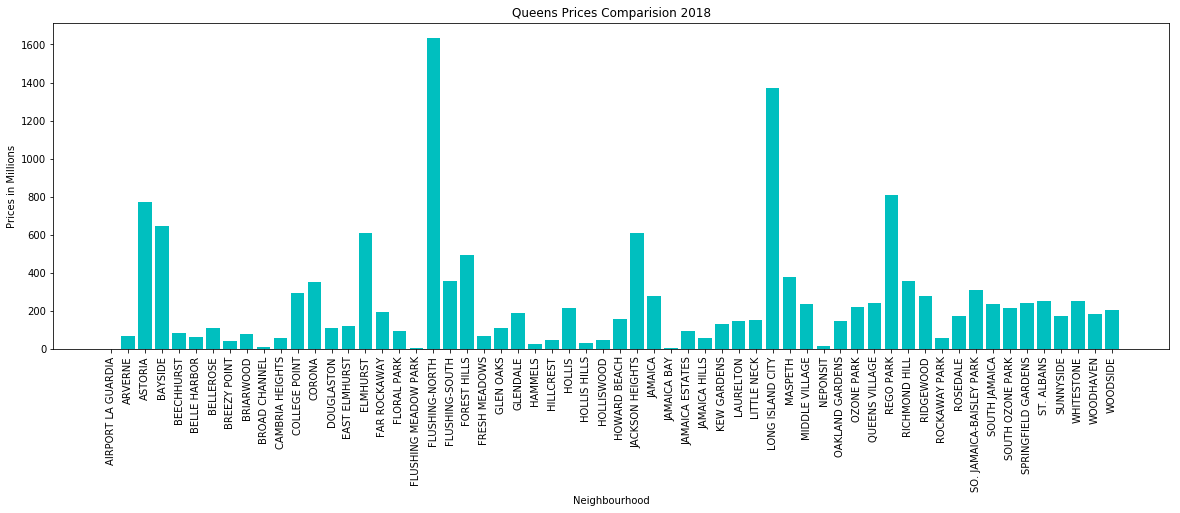 Queens Prices Comparision 2018
Prices in Millions
1600
1400
1200
1000
800
600
400
200
0
AIRPORT LA GUARDIA
ARVERNE
ASTORIA
BAYSIDE
BEECHHURST
BELLE HARBOR
BELLEROSE
BREEZY POINT
BRIARWOOD
BROAD CHANNEL
CAMBRIA HEIGHTS
COLLEGE POINT
CORONA
DOUGLASTON
EAST ELMHURST
ELMHURST
FAR ROCKAWAY
FLORAL PARK
FLUSHING MEADOW PARK
FLUSHING-NORTH
FLUSHING-SOUTH
FOREST HILLS
FRESH MEADOWS
GLEN OAKS
GLENDALE
HAMMELS
HILLCREST
HOLLIS
HOLLIS HILLS
HOLLISWOOD
HOWARD BEACH
JACKSON HEIGHTS
JAMAICA
JAMAICA BAY
JAMAICA ESTATES
JAMAICA HILLS
KEW GARDENS
LAURELTON
LITTLE NECK
LONG ISLAND CITY
MASPETH
MIDDLE VILLAGE
NEPONSIT
OAKLAND GARDENS
OZONE PARK
QUEENS VILLAGE
REGO PARK
RICHMOND HILL
RIDGEWOOD
ROCKAWAY PARK
ROSEDALE
SO. JAMAICA-BAISLEY PARK
SOUTH JAMAICA
SOUTH OZONE PARK
SPRINGFIELD GARDENS
ST. ALBANS
SUNNYSIDE
WHITESTONE
WOODHAVEN
WOODSIDE
Neighbourhood